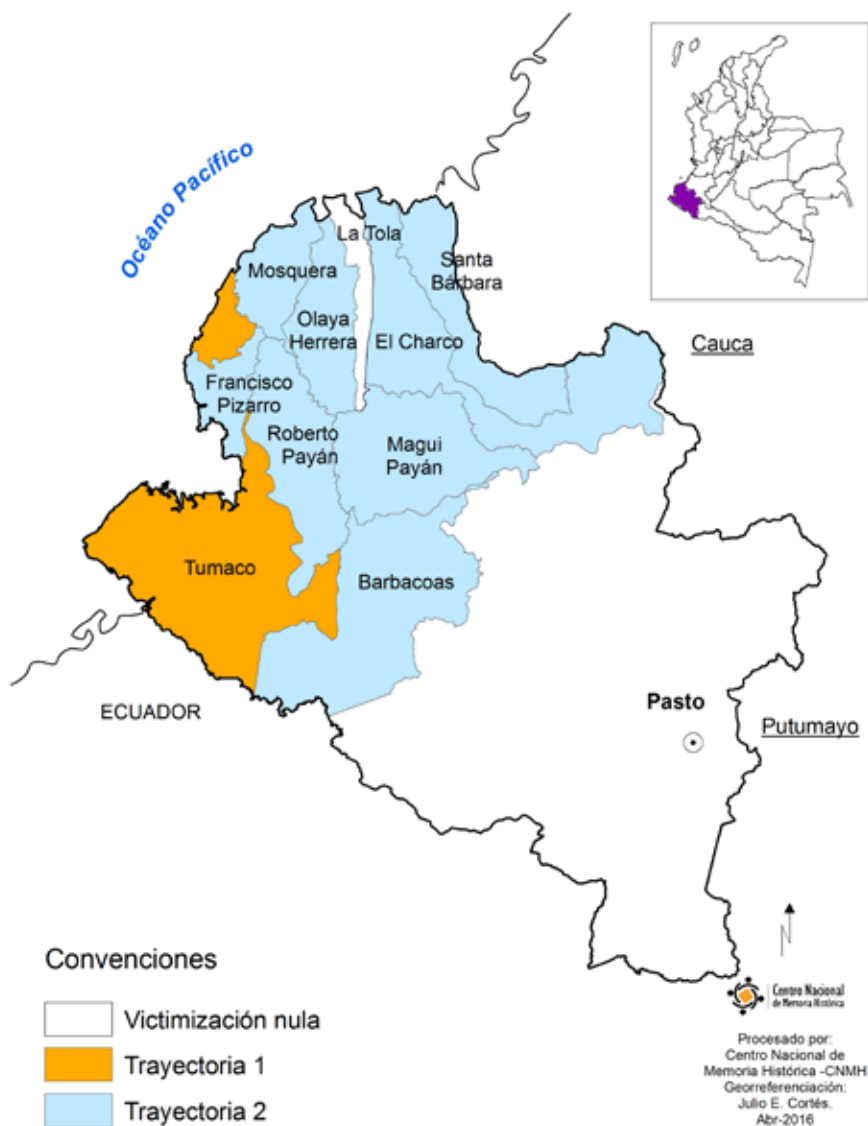 Océano Pacífico
La Tola
Mosquera
Santa
Bárbara
Olaya
Herrera
El Charco
Cauca
Francisco
Pizarro
Roberto
Payán
Magui
Payán
Tumaco
Barbacoas
ECUADOR
Pasto
Putumayo
N
Convenciones
Victimización nula
Trayectoria 1
Trayectoria 2
Centro Nacional
de Memoria Histórica
Procesado por:
Centro Nacional de
Memoria Histórica -CNMH
Georreferenciación:
Julio E. Cortés.
Abr-2016